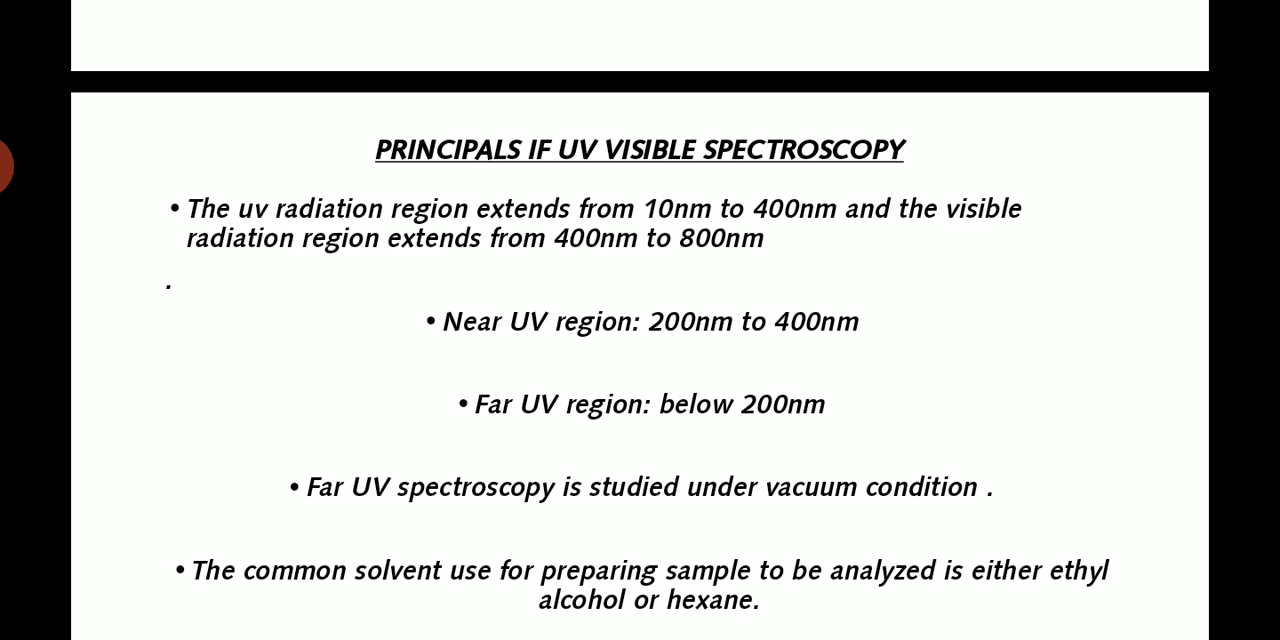 PRINCIPALS IF UV VISIBLE SPECTROSCOPY
• The uv radiation region extends from 10nm to 400nm and the visible
radiation region extends from 400nm to 800nm
.
• Near UV region: 200nm to 400nm
• Far UV region: below 200nm
• Far UV spectroscopy is studied under vacuum condition .
• The common solvent use for preparing sample to be analyzed is either ethyl
alcohol or hexane.